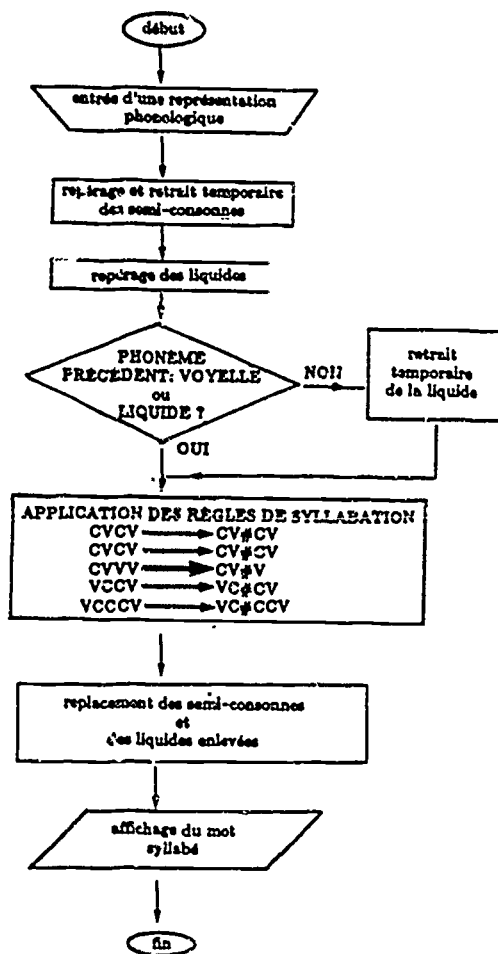 début
entrée d'une représentation
phonologique
repérage et retrait temporaire
des semi-consonnes
repérage des liquides
PHONÈME
PRÉCÉDENT: VOYELLE
ou
LIQUIDE ?
NON
retrait
temporaire
de la liquide
OUI
APPLICATION DES RÈGLES DE SYLLABATION
CVCV CV#CV
CVCV CV#CV
CVVV CV#V
VCCV VC#CV
VCCCV VC#CCV
replacement des semi-consonnes
et
des liquides enlevées
affichage du mot
syllabé
fin